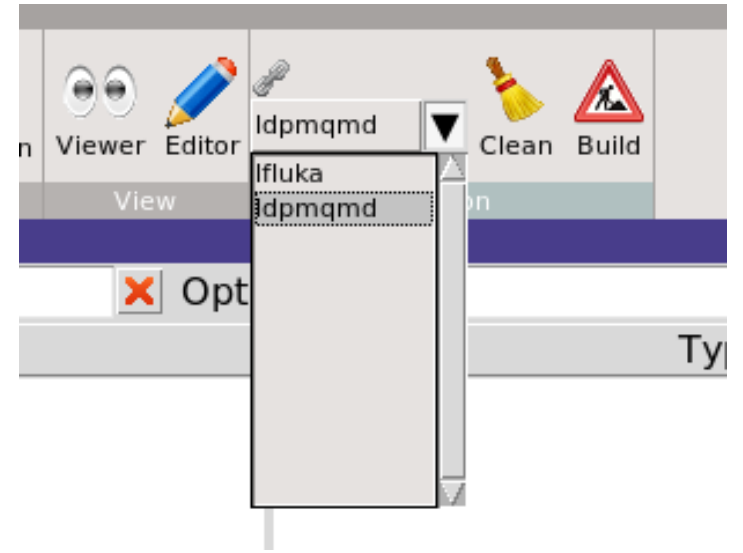 n
Viewer
Editor
ldpmqmd
Clean
Build
lfluka
ldpmqmd
View
on
Opt
Ty